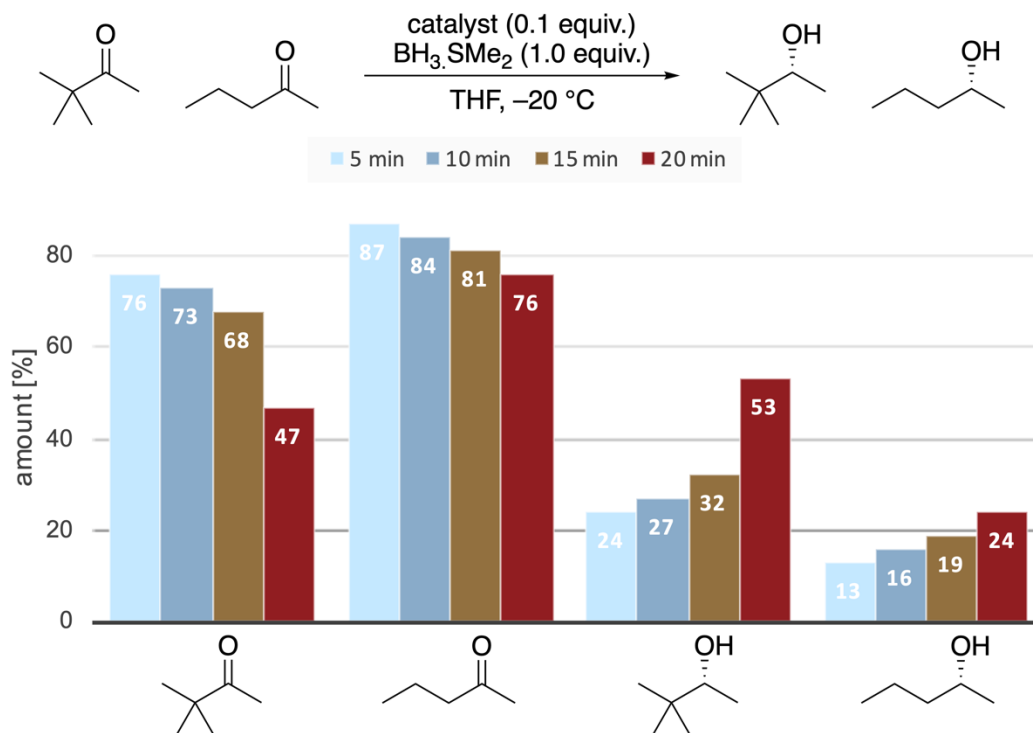 O
O
catalyst (0.1 equiv.)
BH3.SMe2 (1.0 equiv.)
THF, –20 °C
OH
OH
5 min 10 min 15 min 20 min
amount [%]
80
60
40
20
0
76 73 68 47
87 84 81 76
24 27 32 53
13 16 19 24
O O OH OH